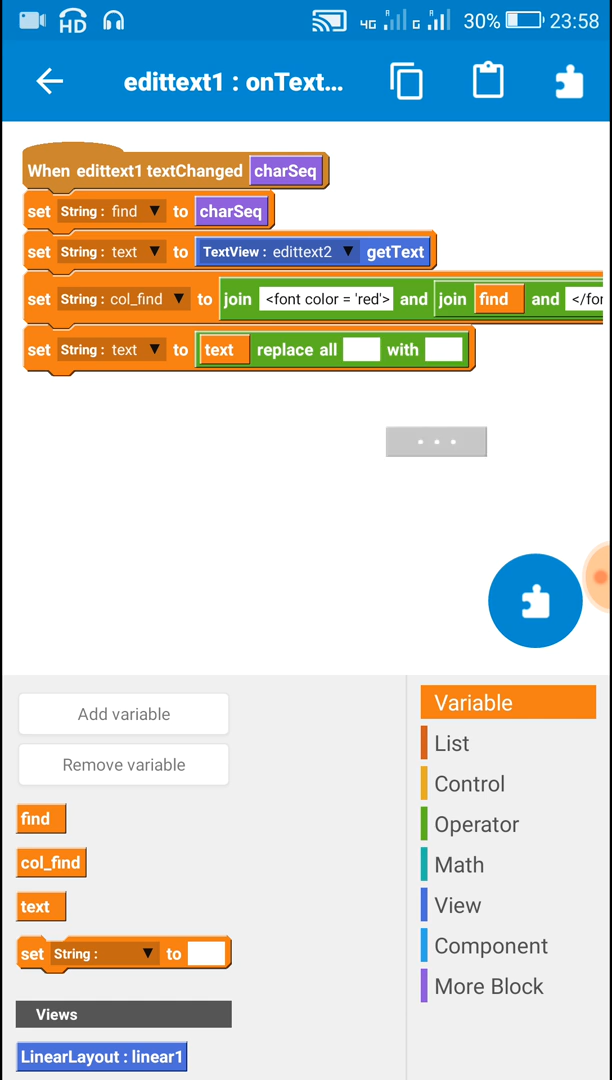 HD 4G R G R 30% 23:58
edittext1 : onText...
When edittext1 textChanged charSeq
set String : find ▼ to charSeq
set String : text ▼ to TextView : edittext2 ▼ getText
set String : col_find ▼ to join <font color = 'red'> and join find and </for
set String : text ▼ to text replace all with
Add variable
Remove variable
find
col_find
text
set String : ▼ to
Views
LinearLayout : linear1
Variable
List
Control
Operator
Math
View
Component
More Block